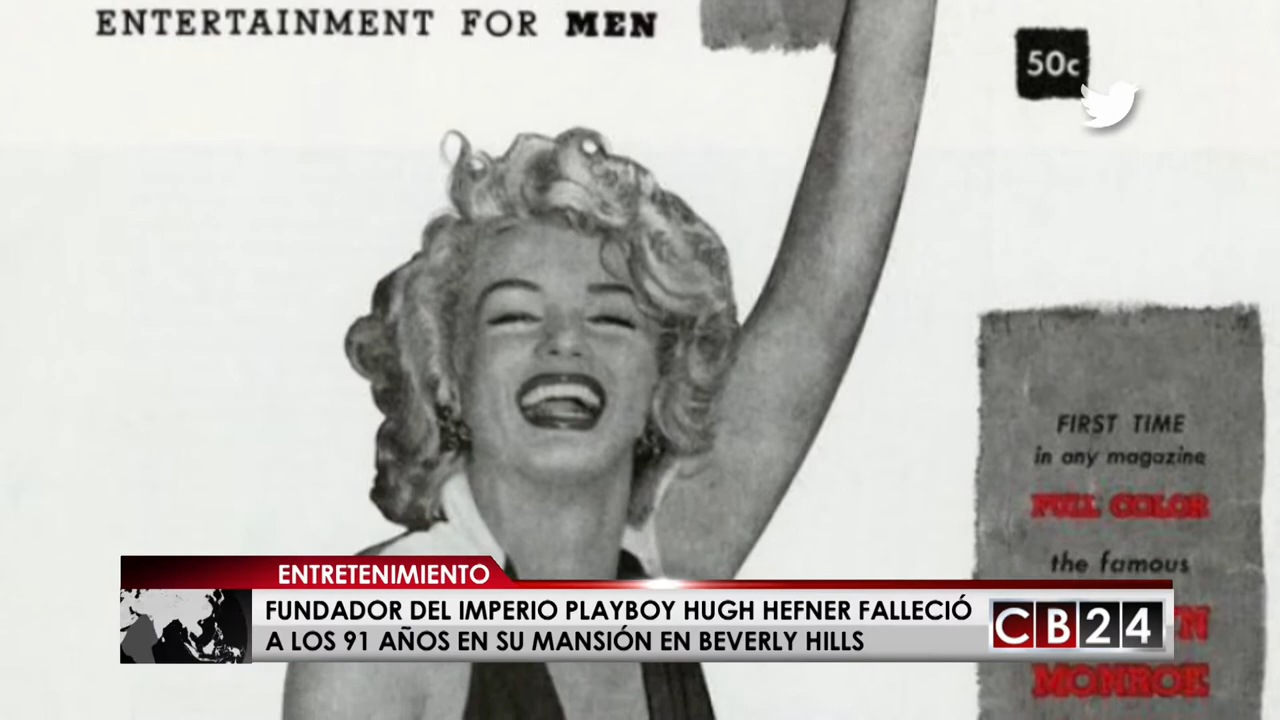 ENTERTAINMENT FOR MEN
50c
FIRST TIME
in any magazine
FULL COLOR
the famous
MONROE
ENTRETENIMIENTO
FUNDADOR DEL IMPERIO PLAYBOY HUGH HEFNER FALLECIÓ
A LOS 91 AÑOS EN SU MANSIÓN EN BEVERLY HILLS
CB24